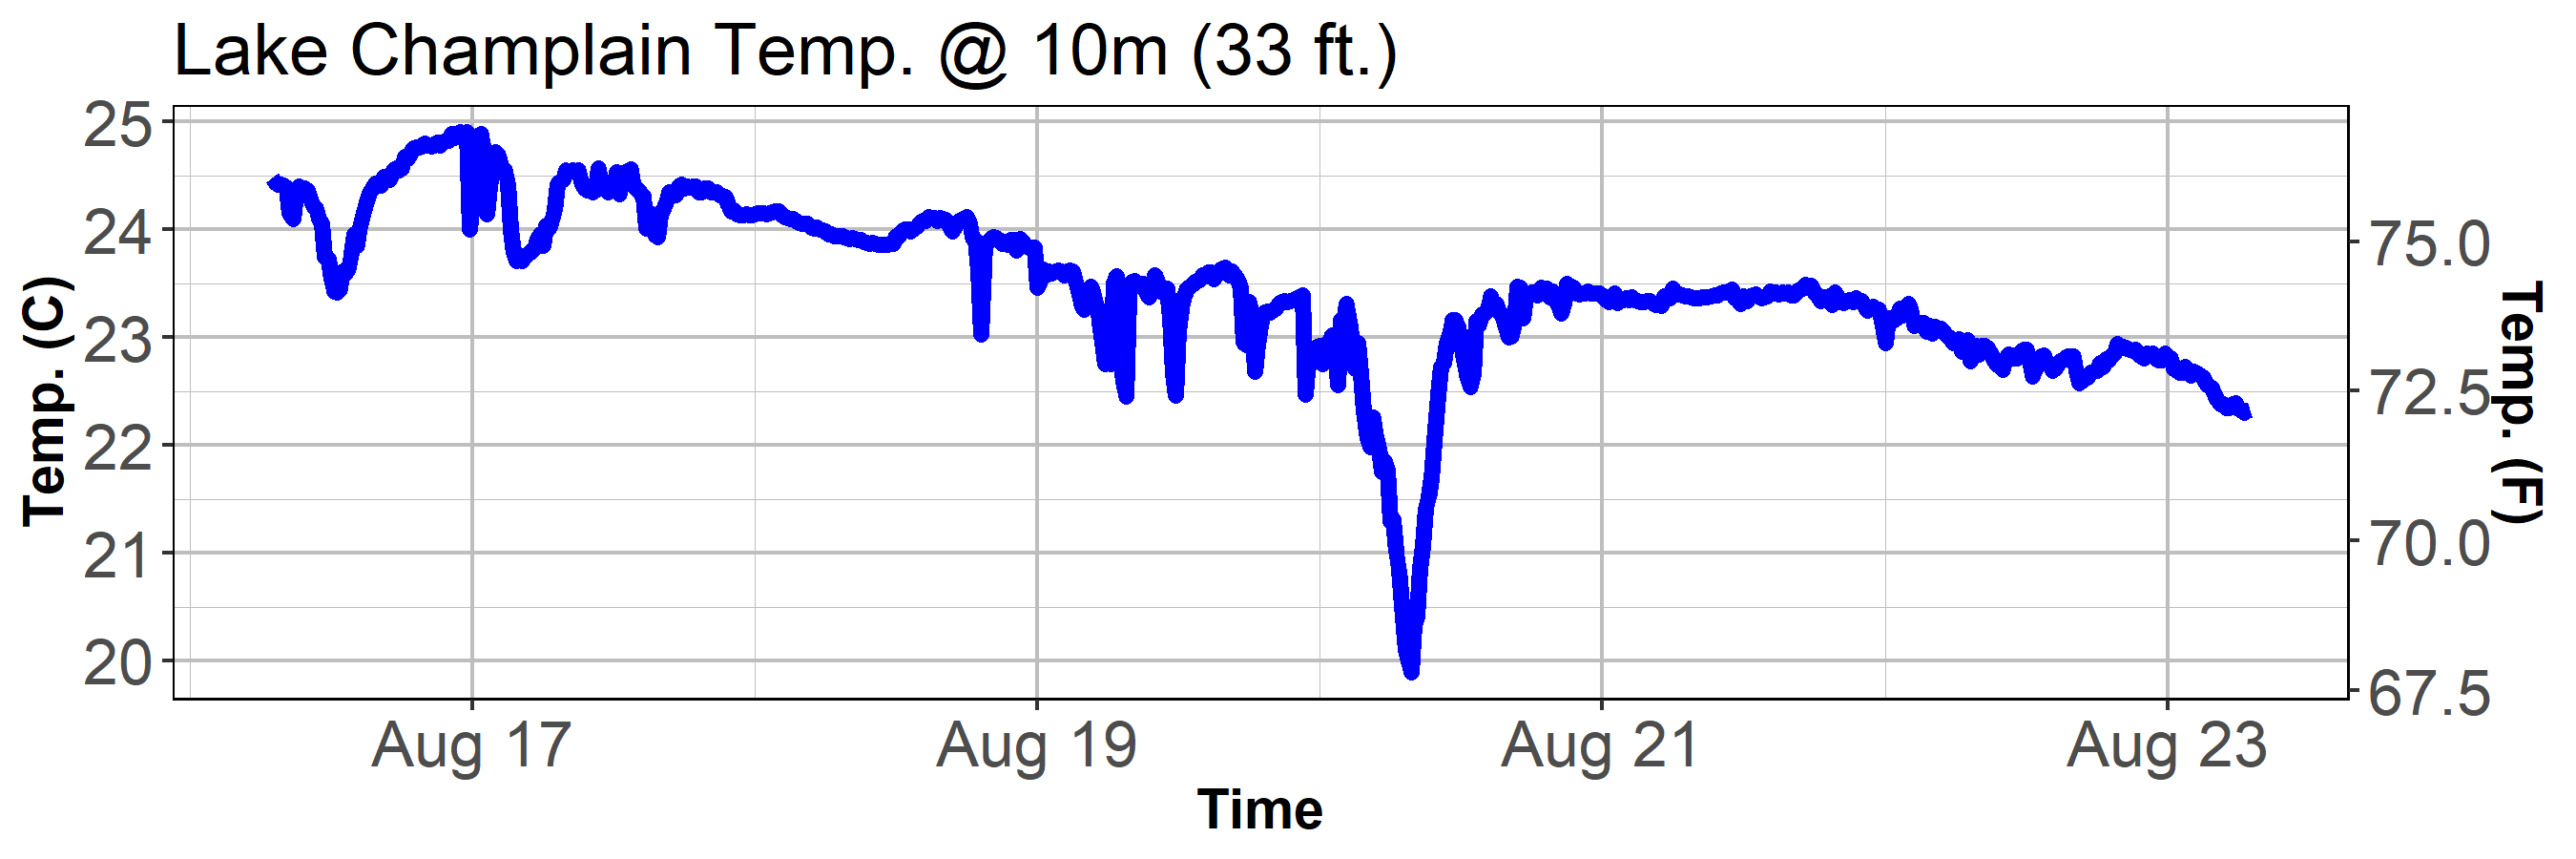 Lake Champlain Temp. @ 10m (33 ft.)
25
24
23
22
21
20
Temp. (C)
75.0
72.5
70.0
67.5
Temp. (F)
Aug 17
Aug 19
Aug 21
Aug 23
Time